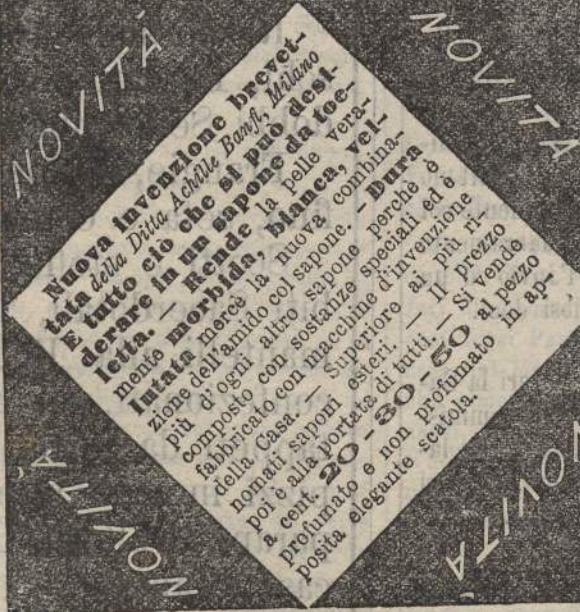 NOVITÀ
NOVITÀ
Nuova invenzione brevet-
tata della Ditta Achille Banfi, Milano
E tutto ciò che si può desi-
derare in un sapone da toe-
letta. — Rende la pelle vera-
mente morbida, bianca, vel-
lutata mercè la nuova combina-
zione dell'amido col sapone. — Dura
più d'ogni altro sapone perchè è
composto con sostanze speciali ed è
fabbricato con macchine d'invenzione
della Casa. — Superiore ai più ri-
nomati saponi esteri. — Il prezzo
poi è alla portata di tutti. — Si vende
a cent. 20-30-50 al pezzo
profumato e non profumato in ap-
posita elegante scatola.
NOVITÀ
NOVITÀ